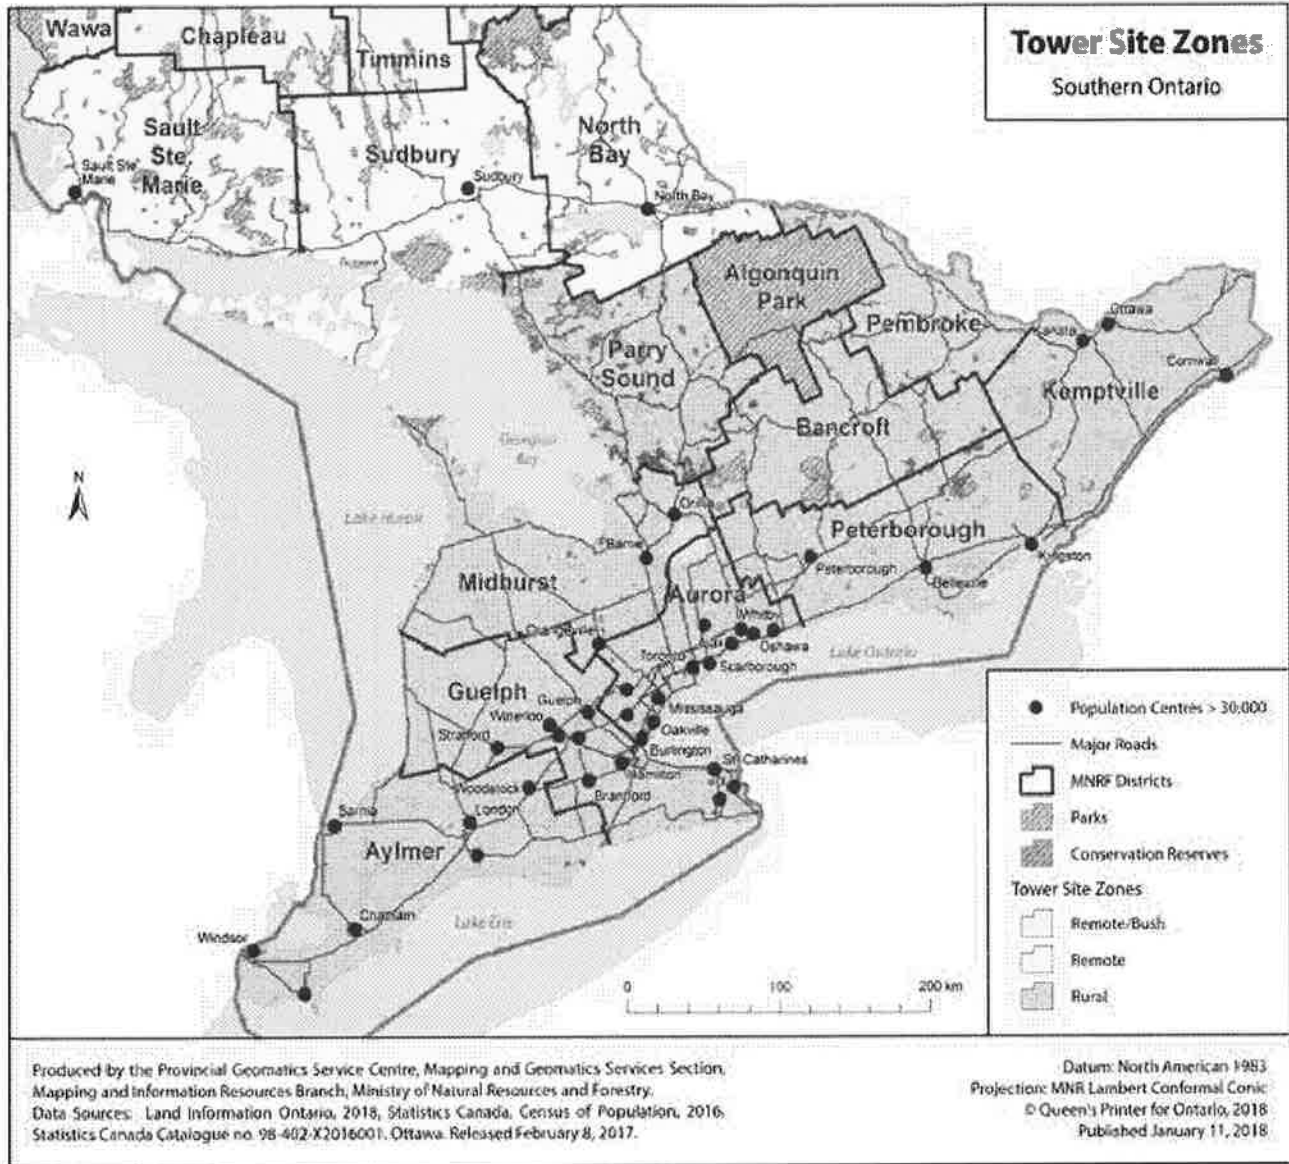 Tower Site Zones
Southern Ontario
Wawa
Chapleau
Timmins
Sault
Ste.
Marie
Sault Ste
Marie
Sudbury
Sudbury
North
Bay
North Bay
Algonquin
Park
Pembroke
Parry
Sound
Kanata
Ottawa
Cornwall
Kemptville
Bancroft
Georgian
Bay
Lake Huron
N
Orillia
Barrie
Peterborough
Peterborough
Kingston
Belleville
Midhurst
Aurora
Whitby
Ajax
Oshawa
Orangeville
Toronto
Scarborough
Lake Ontario
Guelph
Guelph
Waterloo
Mississauga
Stratford
Oakville
Burlington
St. Catharines
Hamilton
Woodstock
Brantford
Sarnia
London
Aylmer
Chatham
Lake Erie
Windsor
0 100 200 km
Population Centres > 30,000
Major Roads
MNRF Districts
Parks
Conservation Reserves
Tower Site Zones
Remote/Bush
Remote
Rural
Produced by the Provincial Geomatics Service Centre, Mapping and Geomatics Services Section,
Mapping and Information Resources Branch, Ministry of Natural Resources and Forestry.
Data Sources: Land Information Ontario, 2018, Statistics Canada, Census of Population, 2016,
Statistics Canada Catalogue no. 98-402-X2016001. Ottawa. Released February 8, 2017.
Datum: North American 1983
Projection: MNR Lambert Conformal Conic
© Queen's Printer for Ontario, 2018
Published January 11, 2018